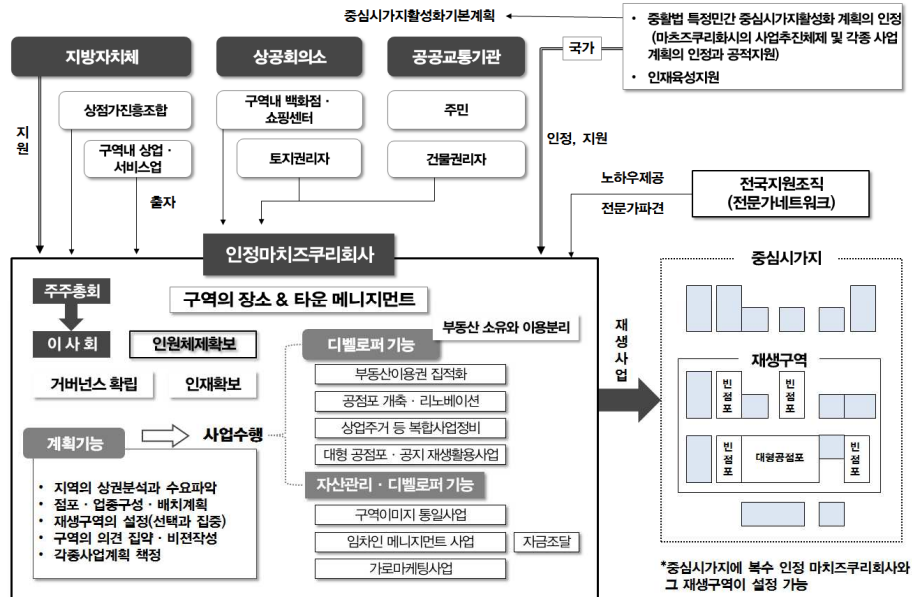 중심시가지활성화기본계획
• 중활법 특정민간 중심시가지활성화 계획의 인정
(마츠즈쿠리화시의 사업추진체제 및 각종 사업
계획의 인정과 공적지원)
• 인재육성지원
국가
지방자치체
상공회의소
공공교통기관
상점가진흥조합
구역내 백화점 ·
쇼핑센터
주민
구역내 상업 ·
서비스업
토지권리자
건물권리자
지원
출자
인정, 지원
노하우제공
전문가파견
전국지원조직
(전문가네트워크)
인정마치즈쿠리회사
구역의 장소 & 타운 메니지먼트
주주총회
이 사 회
인원체제확보
거버넌스 확립
인재확보
부동산 소유와 이용분리
디벨로퍼 기능
부동산이용권 집적화
공점포 개축 · 리노베이션
상업주거 등 복합사업정비
대형 공점포 · 공지 재생활용사업
계획기능
사업수행
• 지역의 상권분석과 수요파악
• 점포 · 업종구성 · 배치계획
• 재생구역의 설정(선택과 집중)
• 구역의 의견 집약 · 비젼작성
• 각종사업계획 책정
자산관리 · 디벨로퍼 기능
구역이미지 통일사업
임차인 메니지먼트 사업
자금조달
가로마케팅사업
재생사업
중심시가지
재생구역
빈점포
빈점포
빈점포
대형공점포
빈점포
*중심시가지에 복수 인정 마치즈쿠리회사와
그 재생구역이 설정 가능